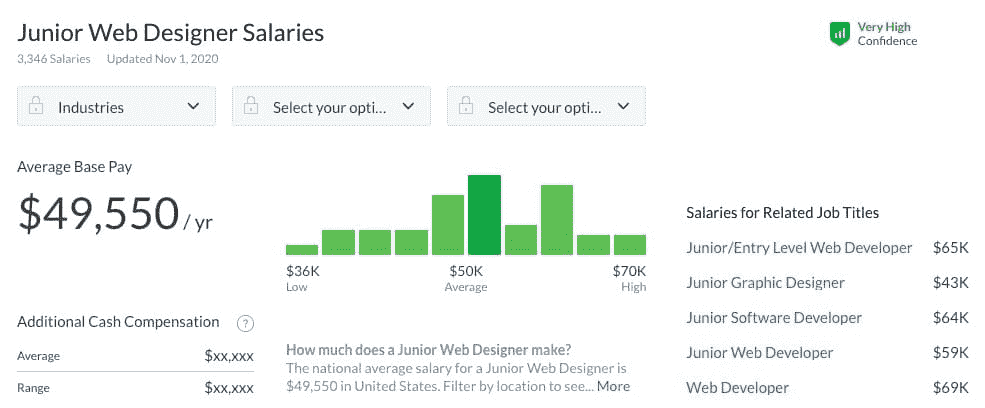 Junior Web Designer Salaries
3,346 Salaries Updated Nov 1, 2020
Very High
Confidence
Industries
Select your opti...
Select your opti...
Average Base Pay
$49,550 / yr
$36K
Low
$50K
Average
$70K
High
Additional Cash Compensation ?
Average $xx,xxx
Range $xx,xxx
How much does a Junior Web Designer make?
The national average salary for a Junior Web Designer is
$49,550 in United States. Filter by location to see... More
Salaries for Related Job Titles
Junior/Entry Level Web Developer $65K
Junior Graphic Designer $43K
Junior Software Developer $64K
Junior Web Developer $59K
Web Developer $69K